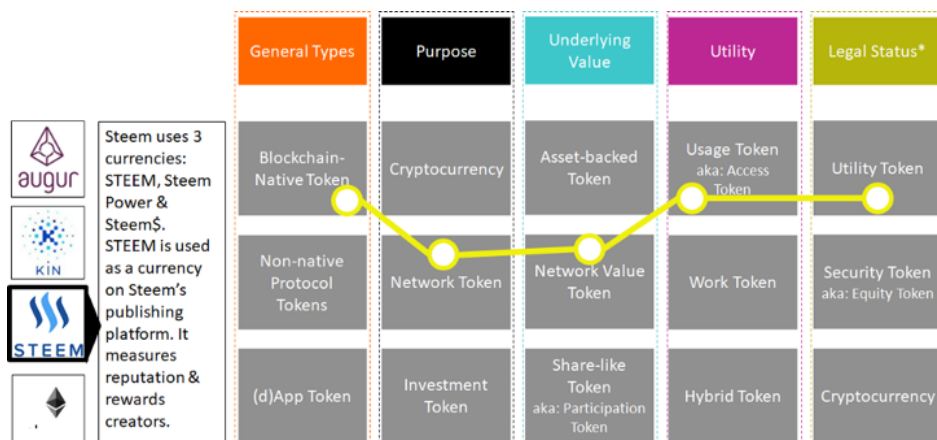 General Types
Purpose
Underlying
Value
Utility
Legal Status*
augur
KIN
STEEM
Steem uses 3
currencies:
STEEM, Steem
Power &
Steem$.
STEEM is used
as a currency
on Steem's
publishing
platform. It
measures
reputation &
rewards
creators.
Blockchain-
Native Token
Cryptocurrency
Asset-backed
Token
Usage Token
aka: Access
Token
Utility Token
Non-native
Protocol
Tokens
Network Token
Network Value
Token
Work Token
Security Token
aka: Equity Token
(d)App Token
Investment
Token
Share-like
Token
aka: Participation Token
Hybrid Token
Cryptocurrency